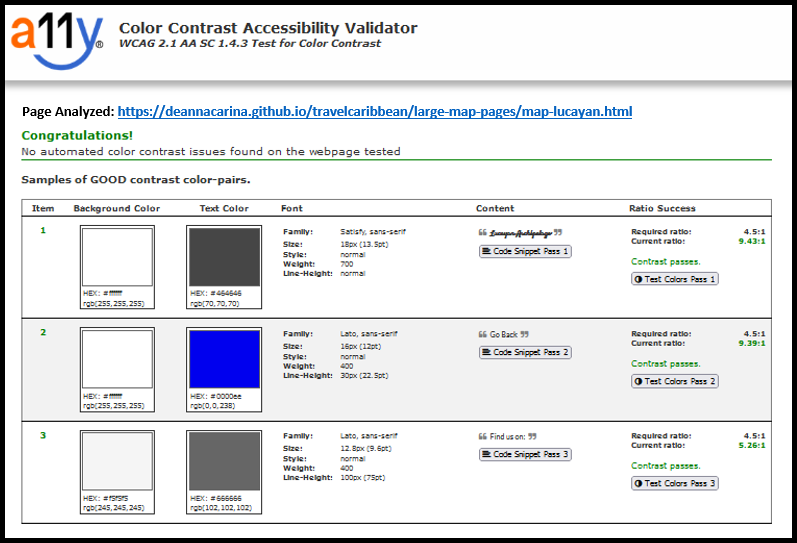 a11y®
Color Contrast Accessibility Validator
WCAG 2.1 AA SC 1.4.3 Test for Color Contrast
Page Analyzed: https://deannacarina.github.io/travelcaribbean/large-map-pages/map-lucayan.html
Congratulations!
No automated color contrast issues found on the webpage tested
Samples of GOOD contrast color-pairs.
Item Background Color Text Color Font Content Ratio Success
1
HEX: #ffffff
rgb(255,255,255)
HEX: #464646
rgb(70,70,70)
Family: Satisfy, sans-serif
Size: 18px (13.5pt)
Style: normal
Weight: 700
Line-Height: normal
❝ Lucayan Archipelago ❞
Code Snippet Pass 1
Required ratio: 4.5:1
Current ratio: 9.43:1
Contrast passes.
Test Colors Pass 1
2
HEX: #ffffff
rgb(255,255,255)
HEX: #0000ee
rgb(0,0,238)
Family: Lato, sans-serif
Size: 16px (12pt)
Style: normal
Weight: 400
Line-Height: 30px (22.5pt)
❝ Go Back ❞
Code Snippet Pass 2
Required ratio: 4.5:1
Current ratio: 9.39:1
Contrast passes.
Test Colors Pass 2
3
HEX: #f5f5f5
rgb(245,245,245)
HEX: #666666
rgb(102,102,102)
Family: Lato, sans-serif
Size: 12.8px (9.6pt)
Style: normal
Weight: 400
Line-Height: 100px (75pt)
❝ Find us on: ❞
Code Snippet Pass 3
Required ratio: 4.5:1
Current ratio: 5.26:1
Contrast passes.
Test Colors Pass 3